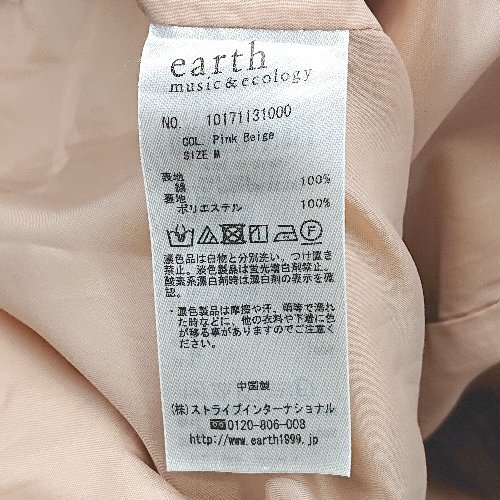 earth
music&ecology
NO. 10171131000
COL. Pink Beige
SIZE M
表地
綿 100%
裏地
ポリエステル 100%
濃色品は白物と分別洗い、つけ置き
禁止。淡色製品は蛍光増白剤禁止。
酸素系漂白剤時は漂白剤の表示を確
認。
・濃色製品は摩擦や汗、雨等で濡れ
た時などに、他の衣料や下着に色
が移る事がありますのでご注意くだ
さい。
中国製
(株)ストライプインターナショナル
☎0120-806-008
http://www.earth1999.jp/